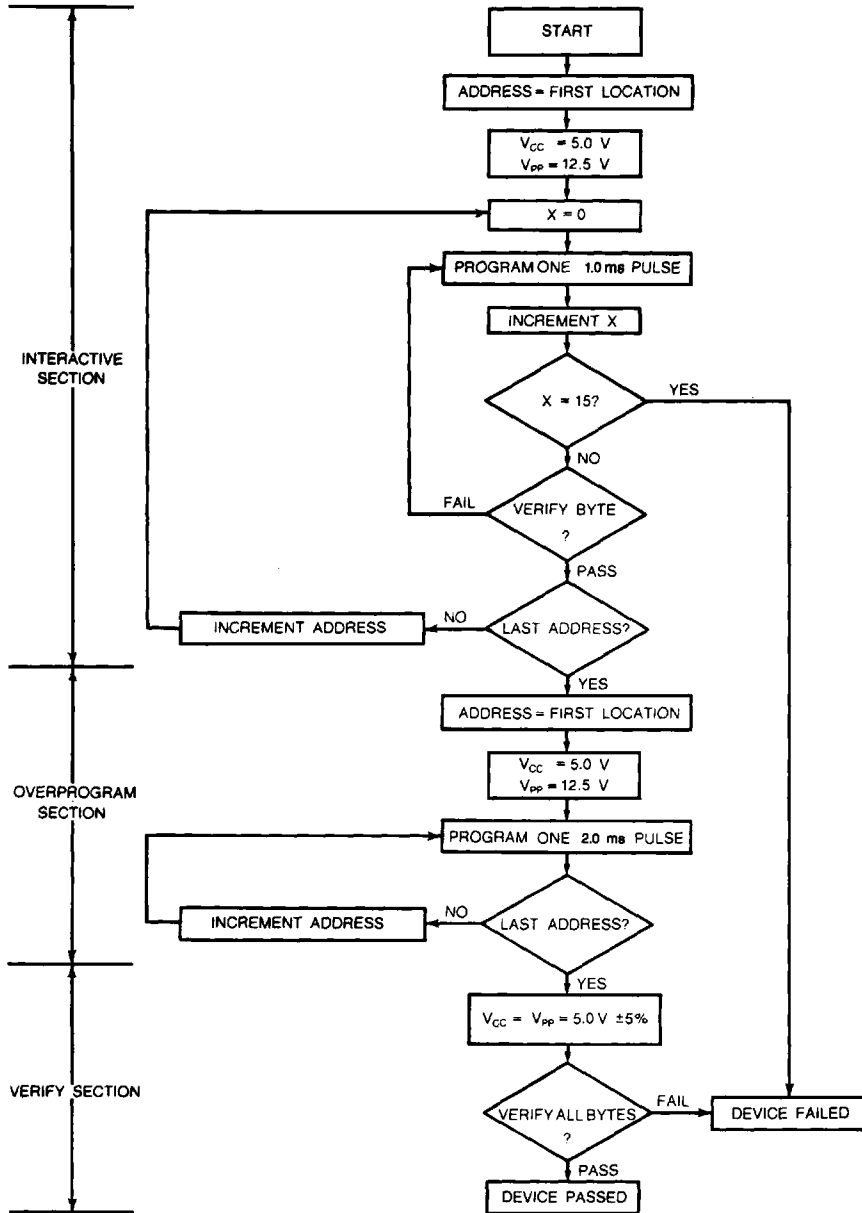 START
ADDRESS = FIRST LOCATION
VCC = 5.0 V
VPP = 12.5 V
X = 0
PROGRAM ONE 1.0 ms PULSE
INCREMENT X
INTERACTIVE
SECTION
X = 15?
YES
NO
FAIL
VERIFY BYTE
?
PASS
INCREMENT ADDRESS
NO
LAST ADDRESS?
YES
ADDRESS = FIRST LOCATION
VCC = 5.0 V
VPP = 12.5 V
OVERPROGRAM
SECTION
PROGRAM ONE 2.0 ms PULSE
INCREMENT ADDRESS
NO
LAST ADDRESS?
YES
VCC = VPP = 5.0 V ±5%
VERIFY SECTION
VERIFY ALL BYTES
?
FAIL
DEVICE FAILED
PASS
DEVICE PASSED